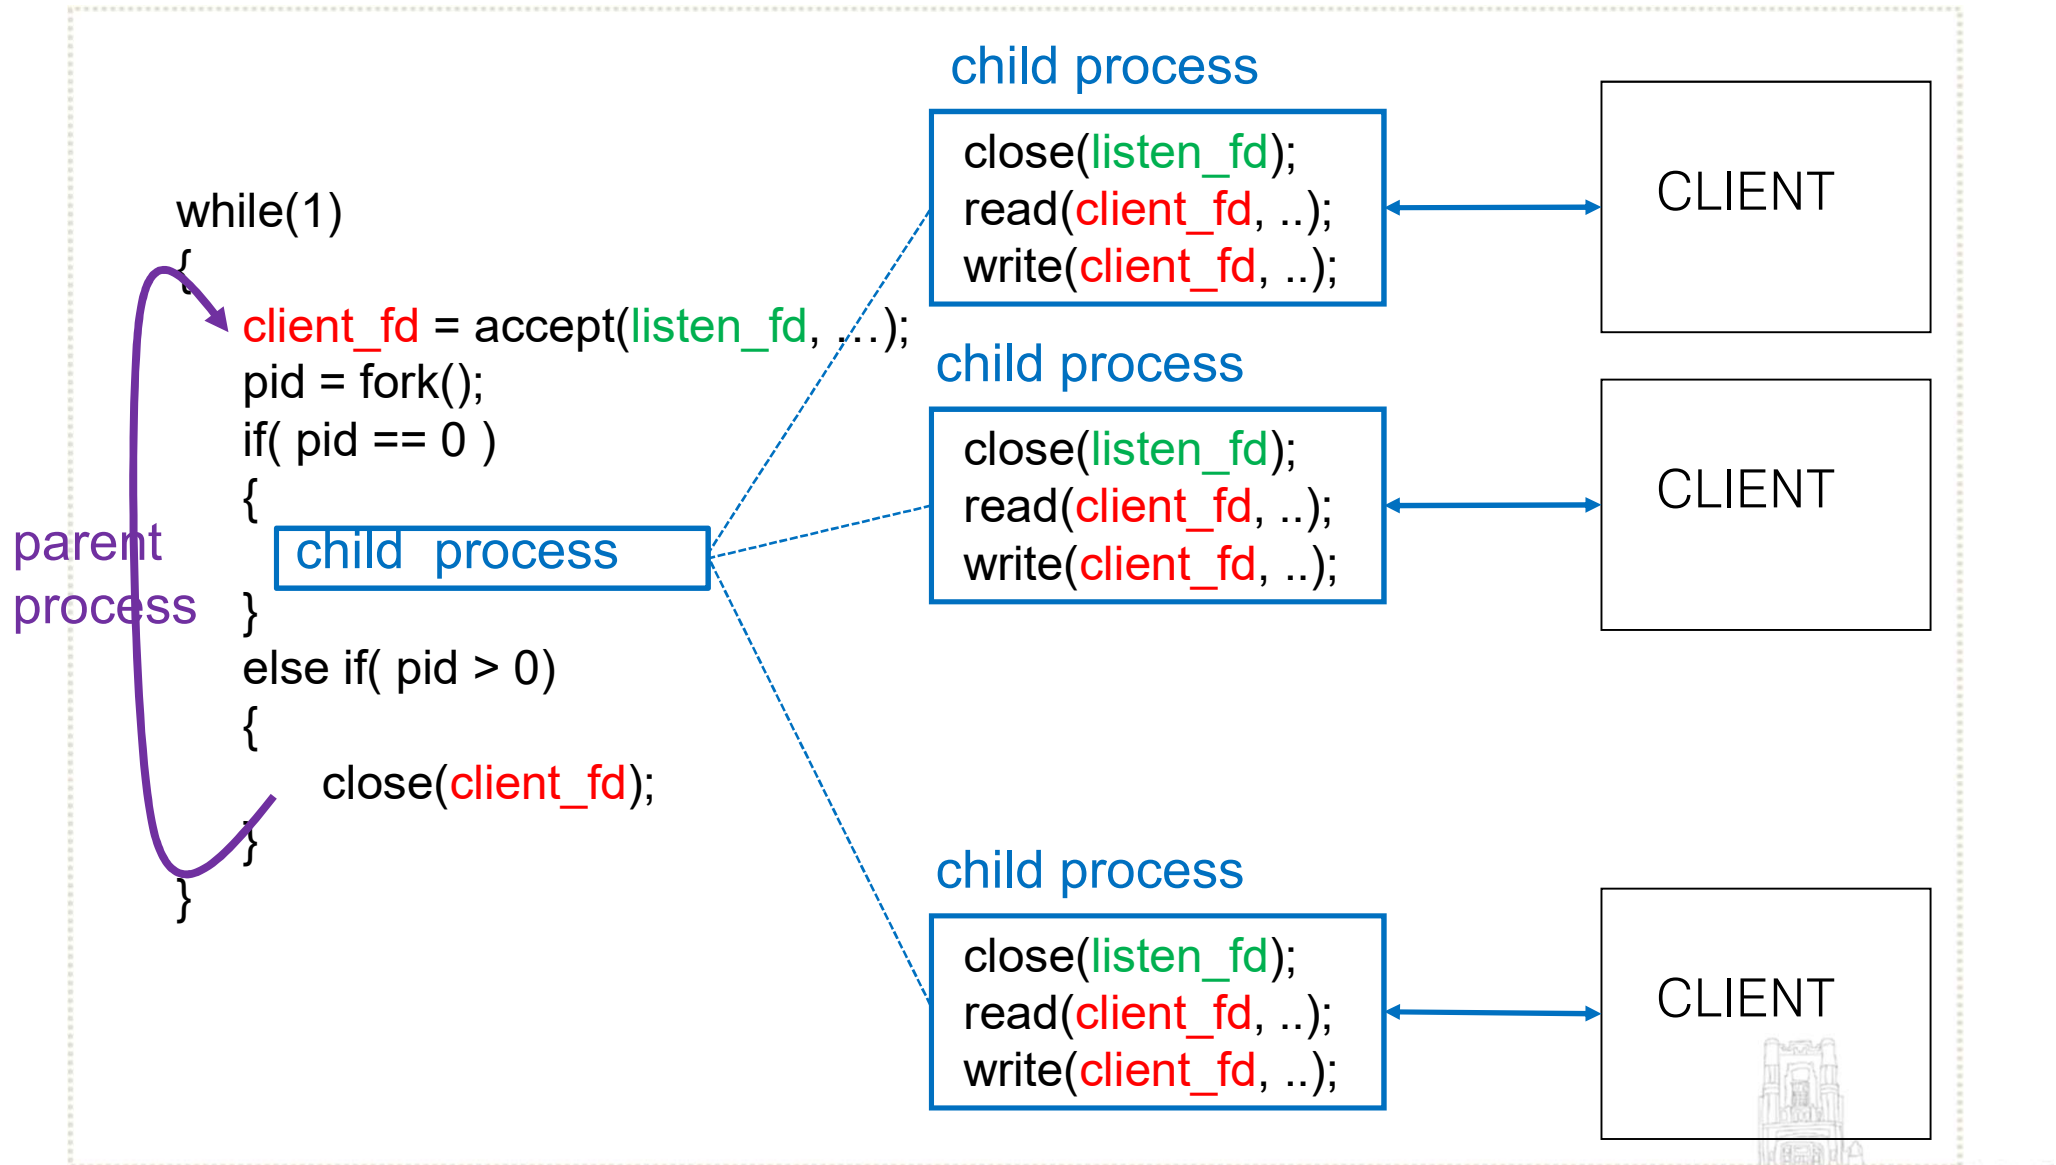 while(1)
{
client_fd = accept(listen_fd, ...);
pid = fork();
if( pid == 0 )
{
child  process
}
else if( pid > 0)
{
close(client_fd);
}
}
parent
process
child process
close(listen_fd);
read(client_fd, ..);
write(client_fd, ..);
CLIENT
child process
close(listen_fd);
read(client_fd, ..);
write(client_fd, ..);
CLIENT
child process
close(listen_fd);
read(client_fd, ..);
write(client_fd, ..);
CLIENT